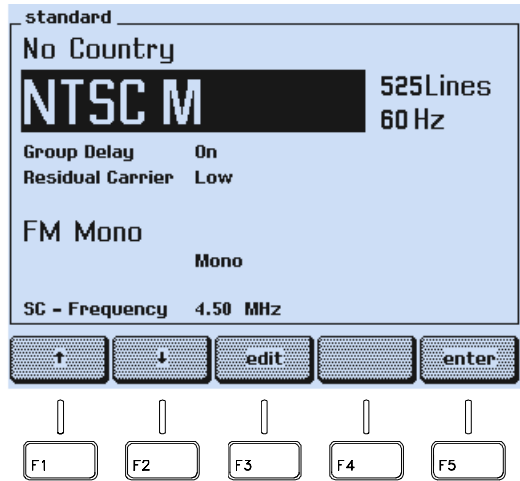 standard
No Country
NTSC M
525Lines
60 Hz
Group Delay On
Residual Carrier Low
FM Mono
Mono
SC - Frequency 4.50 MHz
↑ ↓ edit enter
F1 F2 F3 F4 F5